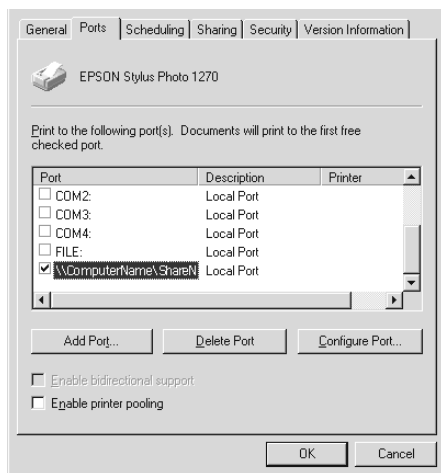 General Ports Scheduling Sharing Security Version Information
EPSON Stylus Photo 1270
Print to the following port(s). Documents will print to the first free
checked port.
Port Description Printer
COM2: Local Port
COM3: Local Port
COM4: Local Port
FILE: Local Port
\\ComputerName\ShareN Local Port
Add Port... Delete Port Configure Port...
Enable bidirectional support
Enable printer pooling
OK Cancel